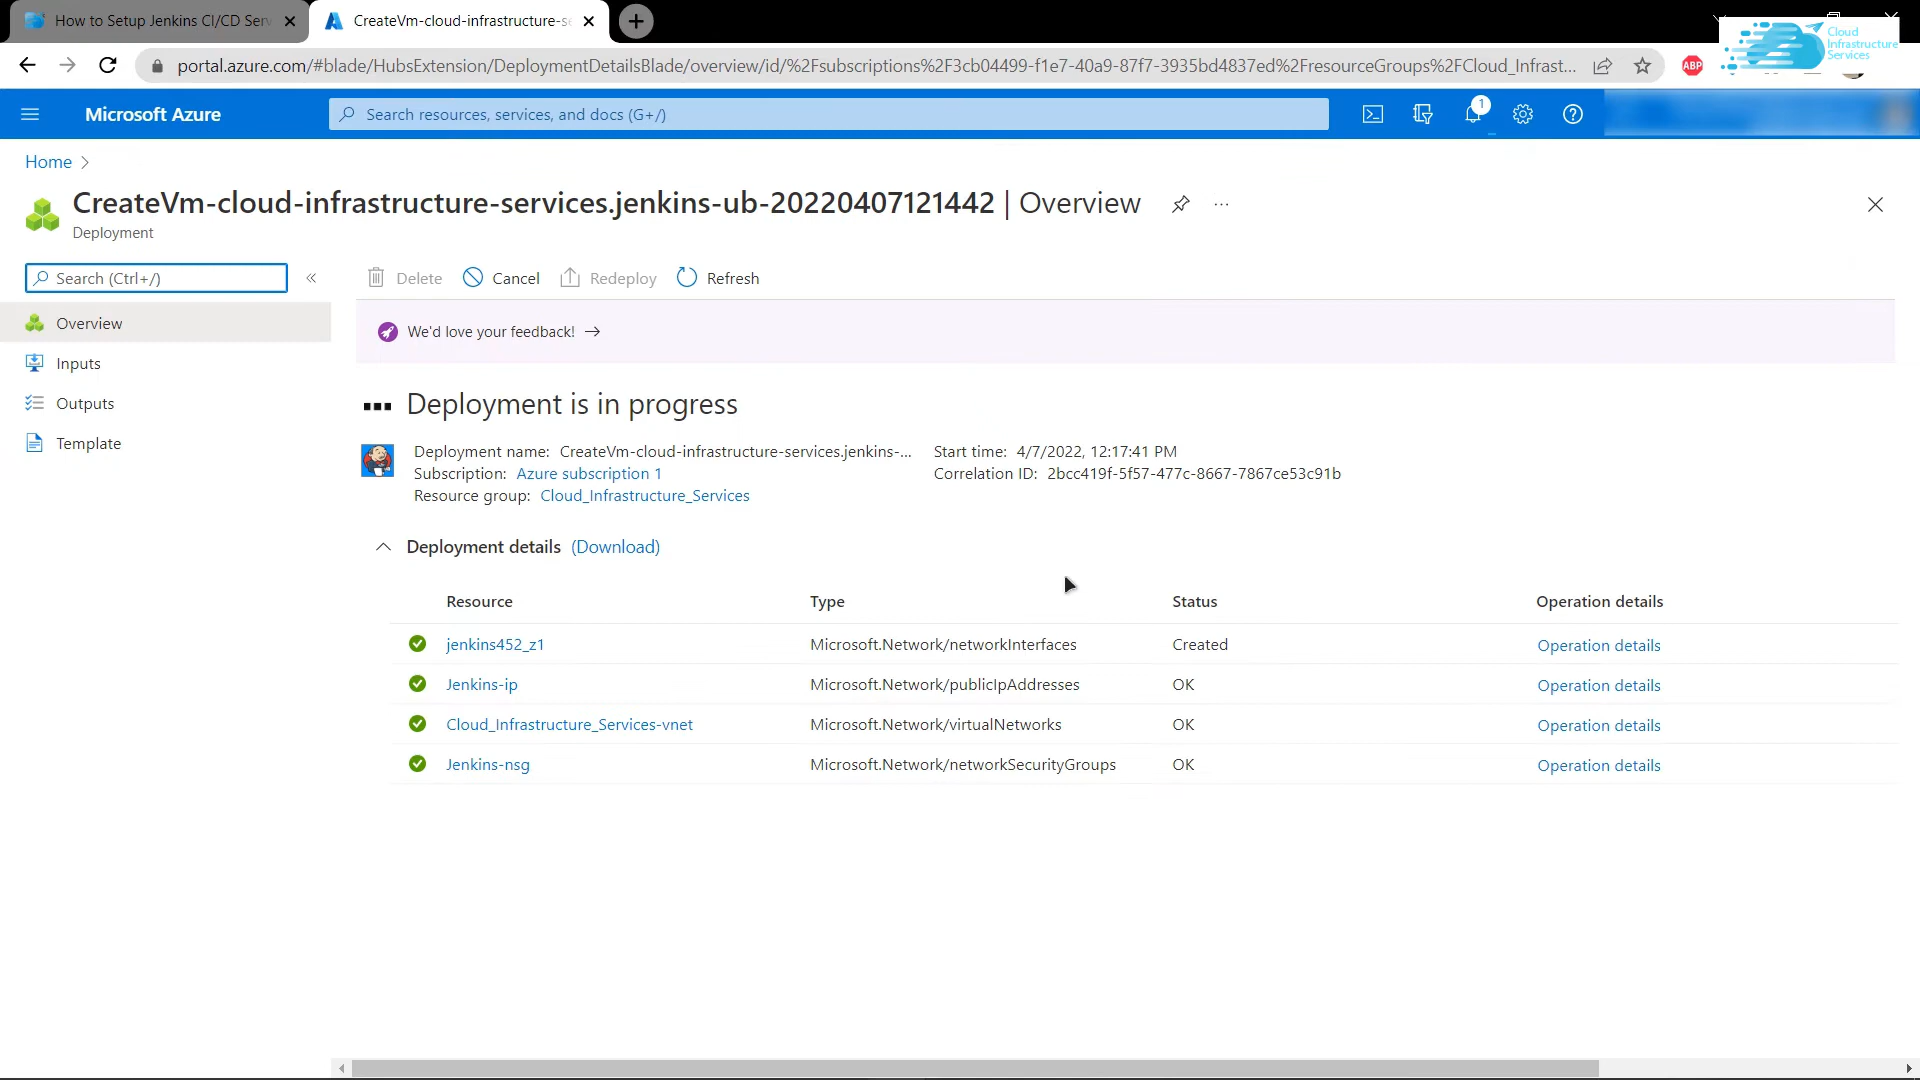 How to Setup Jenkins CI/CD Serv
CreateVm-cloud-infrastructure-se
Cloud
Infrastructure
Services
portal.azure.com/#blade/HubsExtension/DeploymentDetailsBlade/overview/id/%2Fsubscriptions%2F3cb04499-f1e7-40a9-87f7-3935bd4837ed%2FresourceGroups%2FCloud_Infrast...
ABP
Microsoft Azure
Search resources, services, and docs (G+/)
1
Home
CreateVm-cloud-infrastructure-services.jenkins-ub-20220407121442 | Overview
Deployment
Search (Ctrl+/)
Delete
Cancel
Redeploy
Refresh
Overview
Inputs
Outputs
Template
We'd love your feedback!
Deployment is in progress
Deployment name: CreateVm-cloud-infrastructure-services.jenkins-...
Subscription: Azure subscription 1
Resource group: Cloud_Infrastructure_Services
Start time: 4/7/2022, 12:17:41 PM
Correlation ID: 2bcc419f-5f57-477c-8667-7867ce53c91b
Deployment details (Download)
Resource Type Status Operation details
jenkins452_z1 Microsoft.Network/networkInterfaces Created Operation details
Jenkins-ip Microsoft.Network/publicIpAddresses OK Operation details
Cloud_Infrastructure_Services-vnet Microsoft.Network/virtualNetworks OK Operation details
Jenkins-nsg Microsoft.Network/networkSecurityGroups OK Operation details